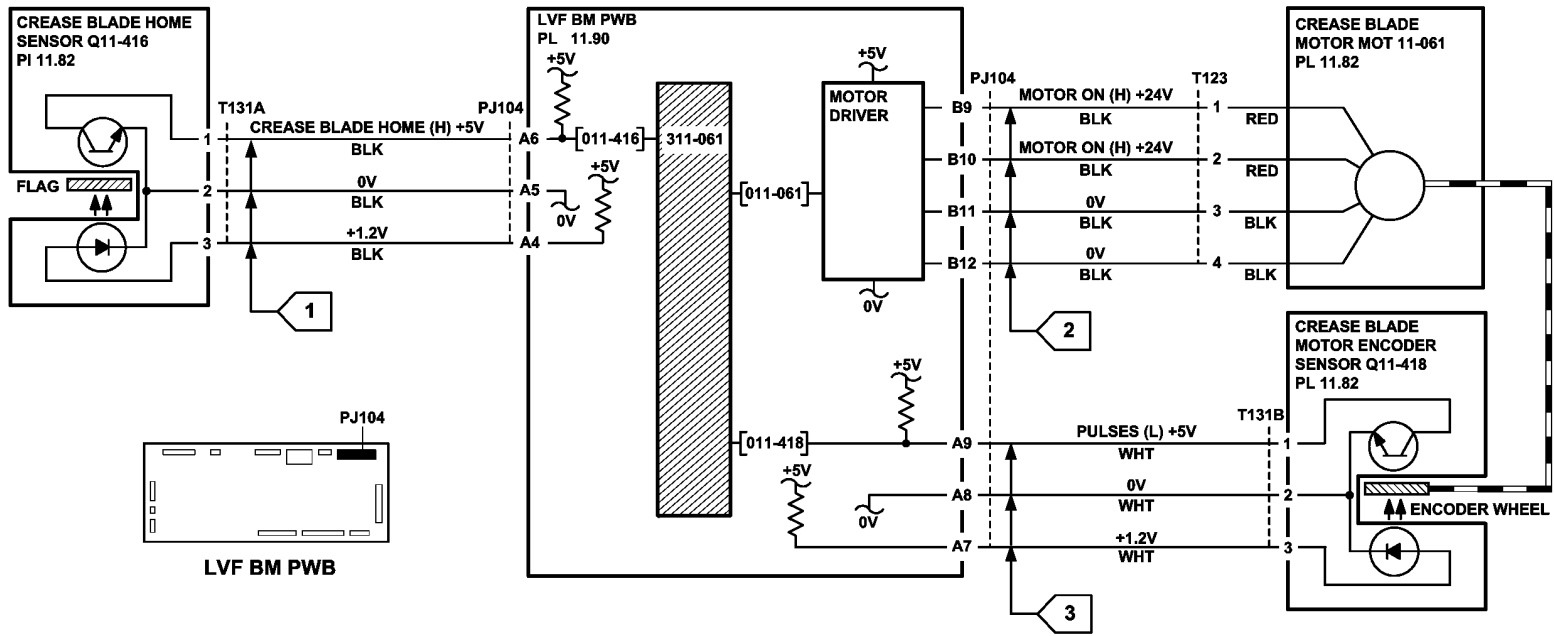 CREASE BLADE HOME
SENSOR Q11-416
Pl 11.82
FLAG
1
2
3
T131A
CREASE BLADE HOME (H) +5V
BLK
0V
BLK
+1.2V
BLK
1
PJ104
A6
A5
A4
LVF BM PWB
PL 11.90
+5V
[011-416]
+5V
0V
311-061
[011-061]
[011-418]
+5V
MOTOR
DRIVER
0V
+5V
+5V
0V
B9
B10
B11
B12
A9
A8
A7
PJ104
MOTOR ON (H) +24V
BLK
MOTOR ON (H) +24V
BLK
0V
BLK
0V
BLK
2
T123
1
2
3
4
RED
RED
BLK
BLK
CREASE BLADE
MOTOR MOT 11-061
PL 11.82
PULSES (L) +5V
WHT
0V
WHT
+1.2V
WHT
3
T131B
1
2
3
CREASE BLADE
MOTOR ENCODER
SENSOR Q11-418
PL 11.82
ENCODER WHEEL
PJ104
LVF BM PWB